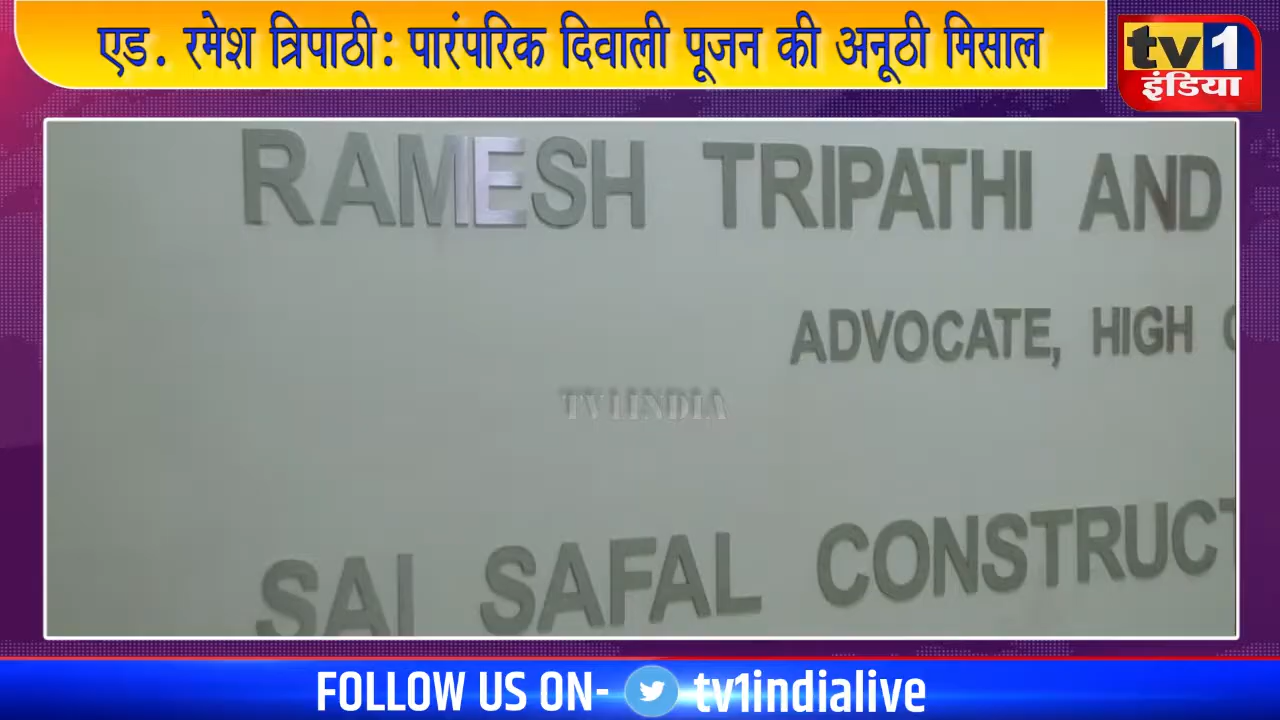 एड. रमेश त्रिपाठी: पारंपरिक दिवाली पूजन की अनूठी मिसाल
tv1
इंडिया
RAMESH TRIPATHI AND
ADVOCATE, HIGH
TV1INDIA
SAI SAFAL CONSTRUCT
FOLLOW US ON- tv1indialive